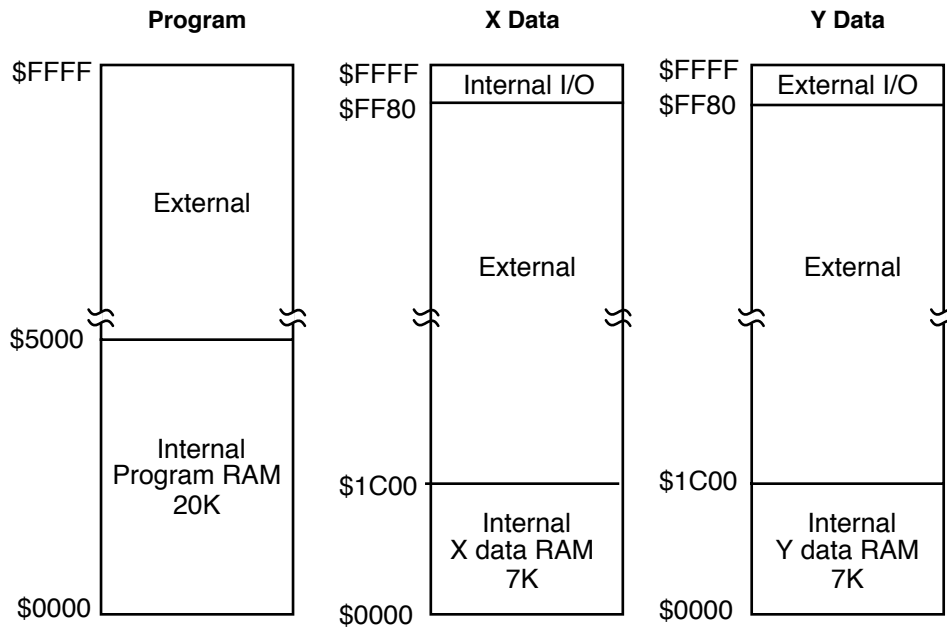 Program
$FFFF
External
$5000
Internal
Program RAM
20K
$0000
X Data
$FFFF
Internal I/O
$FF80
External
$1C00
Internal
X data RAM
7K
$0000
Y Data
$FFFF
External I/O
$FF80
External
$1C00
Internal
Y data RAM
7K
$0000